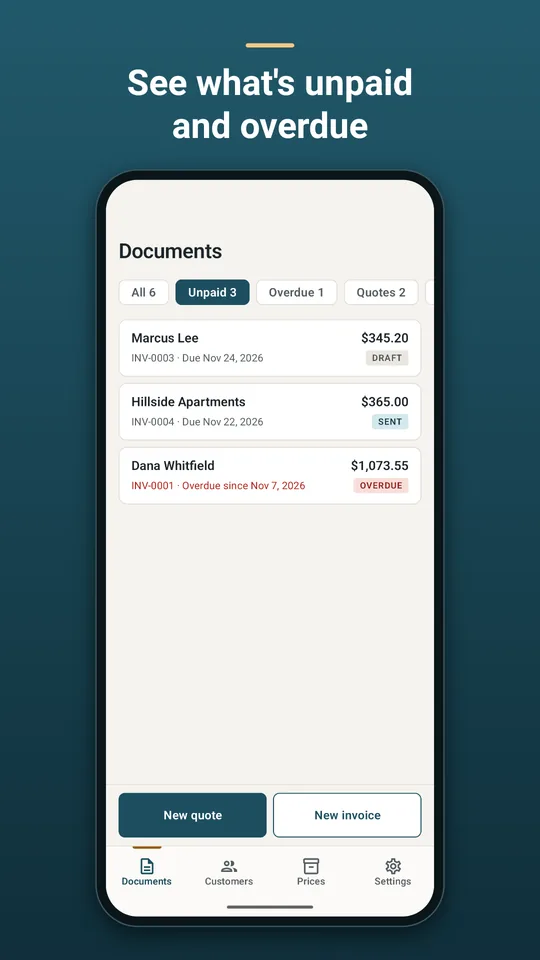 See what's unpaid
and overdue
Documents
All 6
Unpaid 3
Overdue 1
Quotes 2
Marcus Lee
$345.20
INV-0003 · Due Nov 24, 2026
DRAFT
Hillside Apartments
$365.00
INV-0004 · Due Nov 22, 2026
SENT
Dana Whitfield
$1,073.55
INV-0001 · Overdue since Nov 7, 2026
OVERDUE
New quote
New invoice
Documents
Customers
Prices
Settings